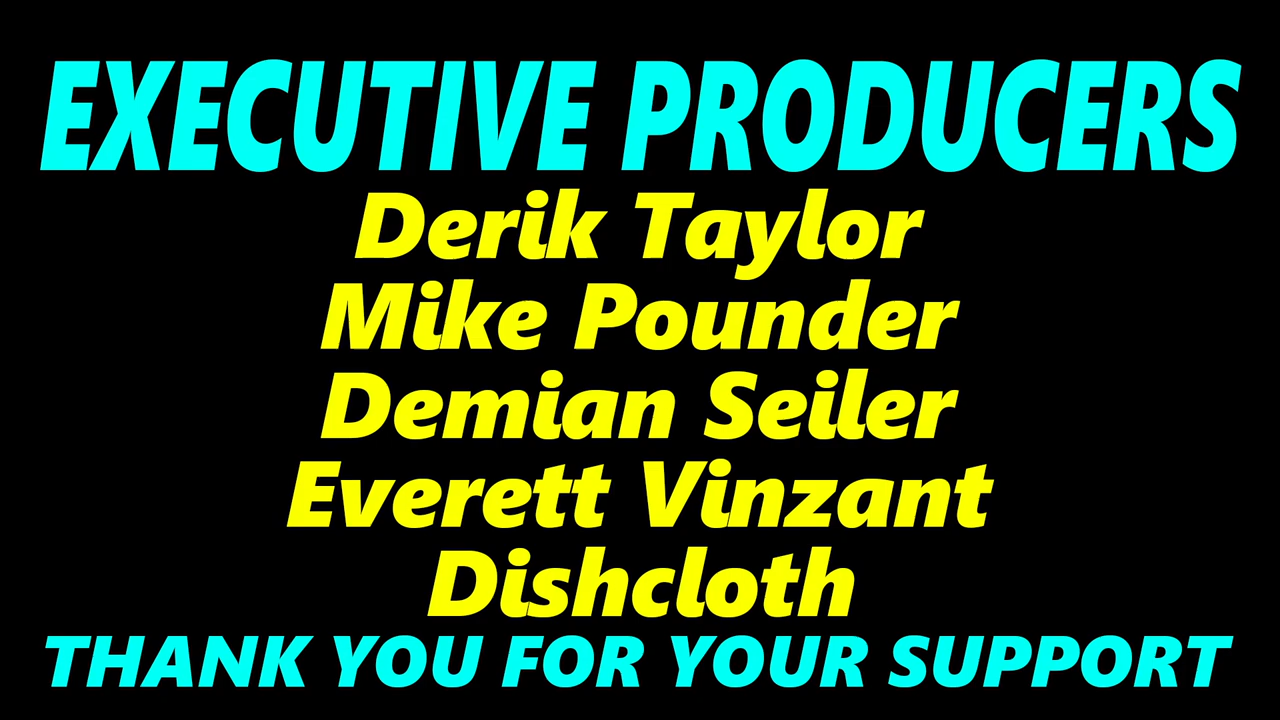 EXECUTIVE PRODUCERS
Derik Taylor
Mike Pounder
Demian Seiler
Everett Vinzant
Dishcloth
THANK YOU FOR YOUR SUPPORT